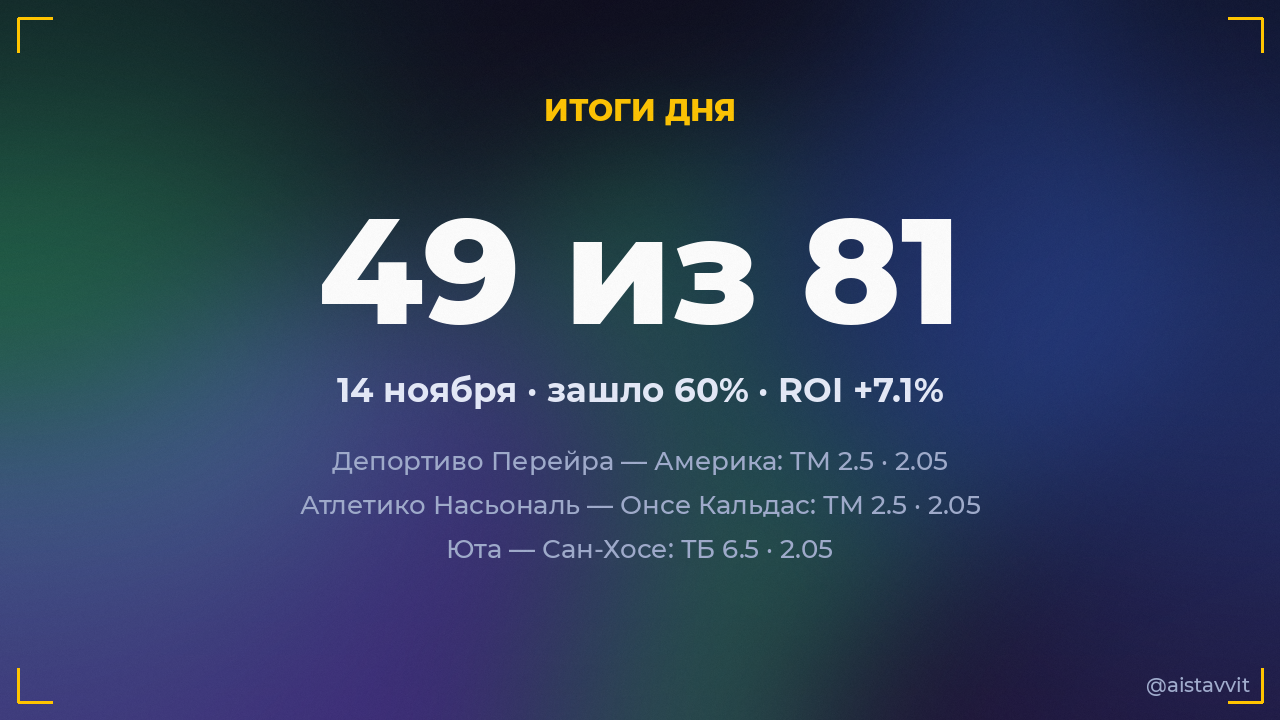 ИТОГИ ДНЯ
49 из 81
14 ноября · зашло 60% · ROI +7.1%
Депортиво Перейра — Америка: ТМ 2.5 · 2.05
Атлетико Насьональ — Онсе Кальдас: ТМ 2.5 · 2.05
Юта — Сан-Хосе: ТБ 6.5 · 2.05
@aistavvit